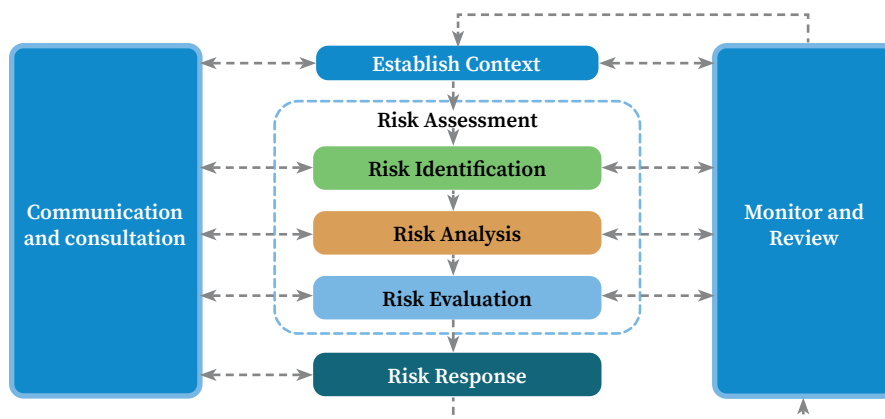 Establish Context
Risk Assessment
Risk Identification
Communication
and consultation
Risk Analysis
Monitor and
Review
Risk Evaluation
Risk Response